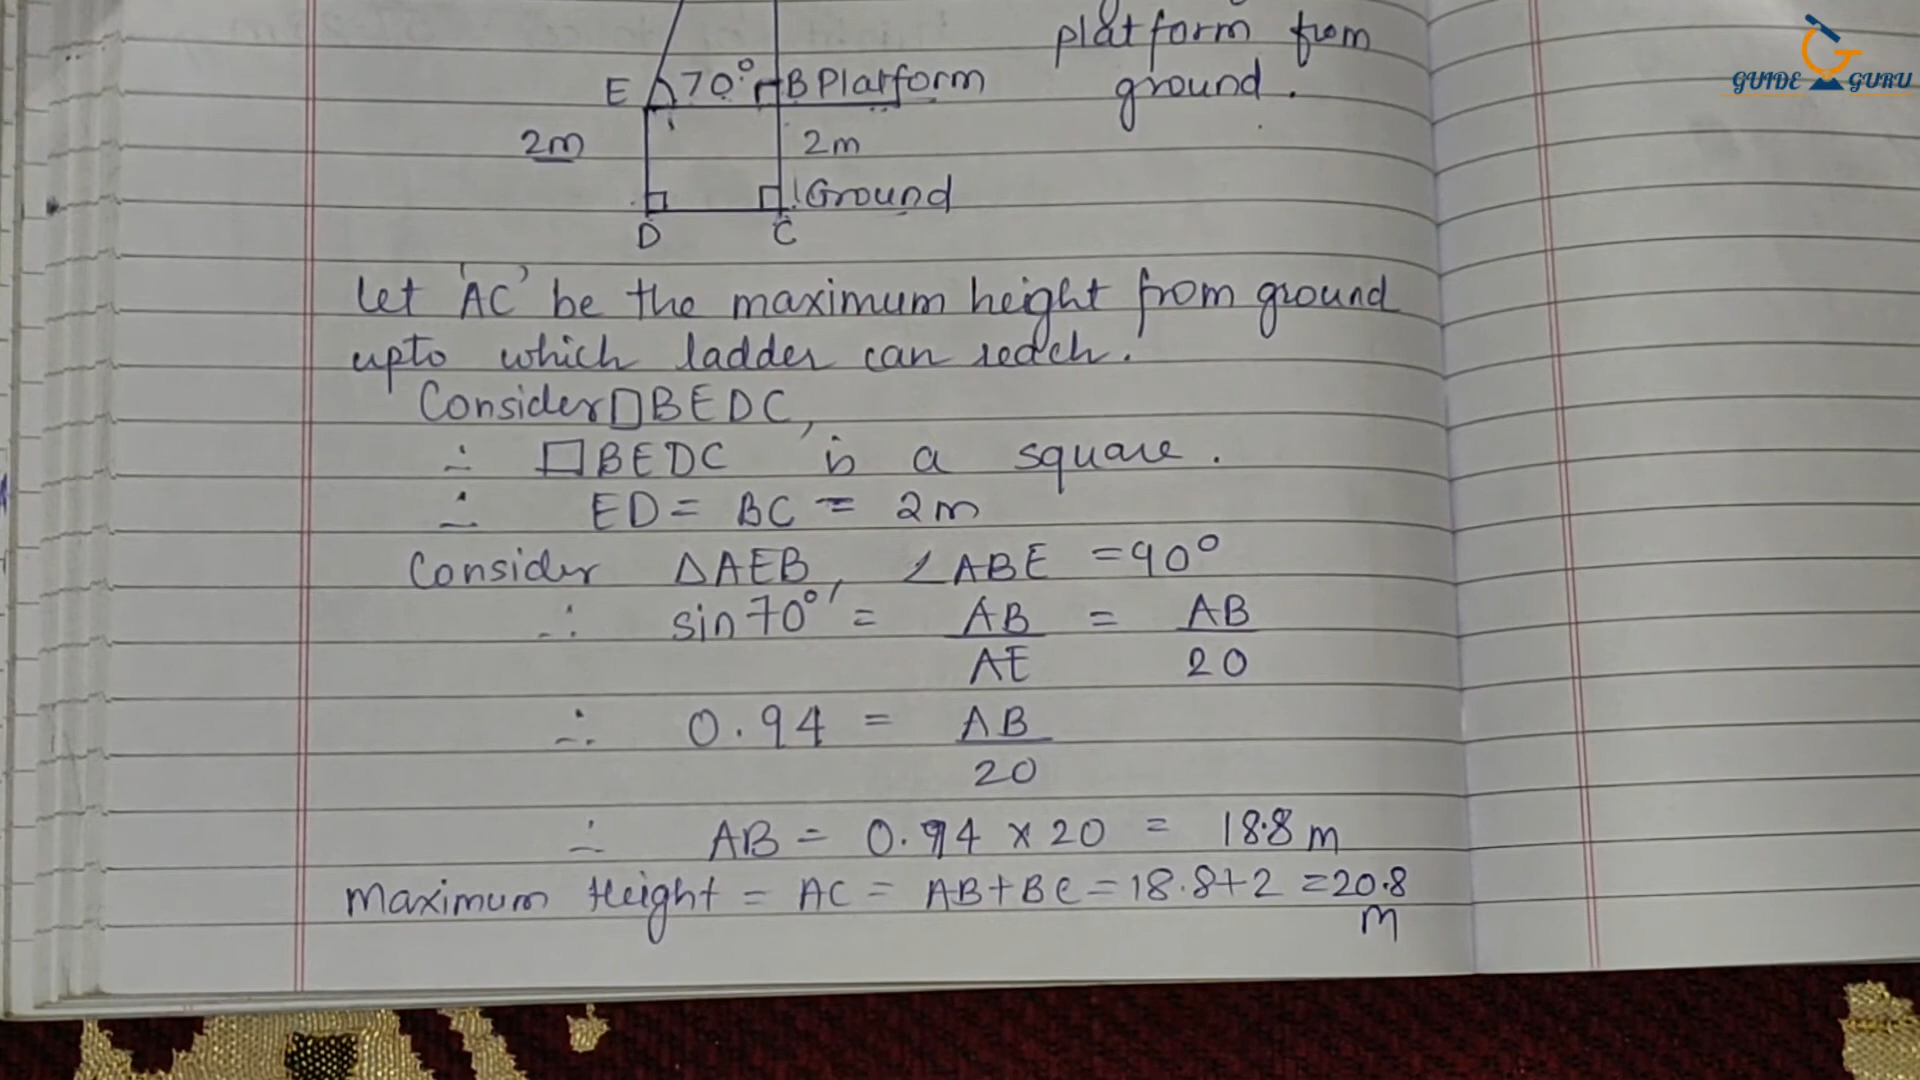 platform from
ground.
GUIDE GURU
E 70° B Platform
2m 2m
Ground
D C
Let 'AC' be the maximum height from ground
upto which ladder can reach.
Consider □BEDC,
∴ □BEDC is a square.
∴ ED = BC = 2m
Consider △AEB, ∠ABE = 90°
∴ sin70° = AB/AE = AB/20
∴ 0.94 = AB/20
∴ AB = 0.94 × 20 = 18.8 m
Maximum Height = AC = AB+BC = 18.8+2 = 20.8
m